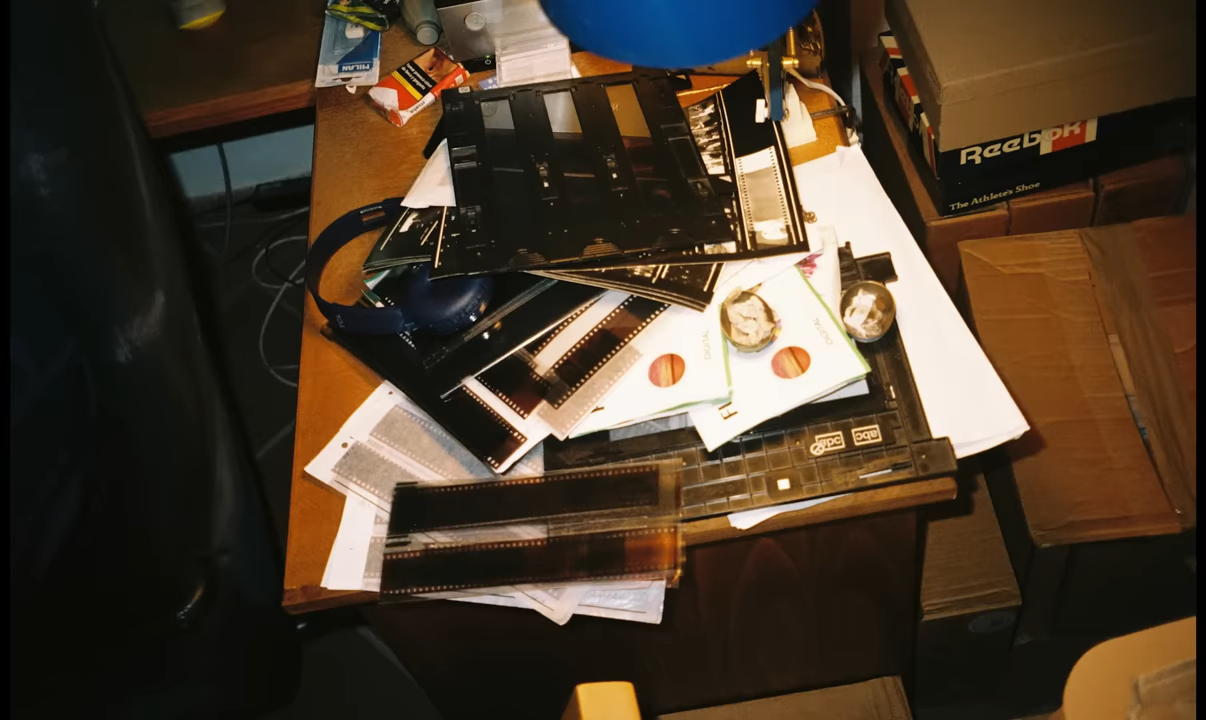 MILAN
Reebok
The Athlete's Shoe
DIGITAL
DIGITAL
abc
abc